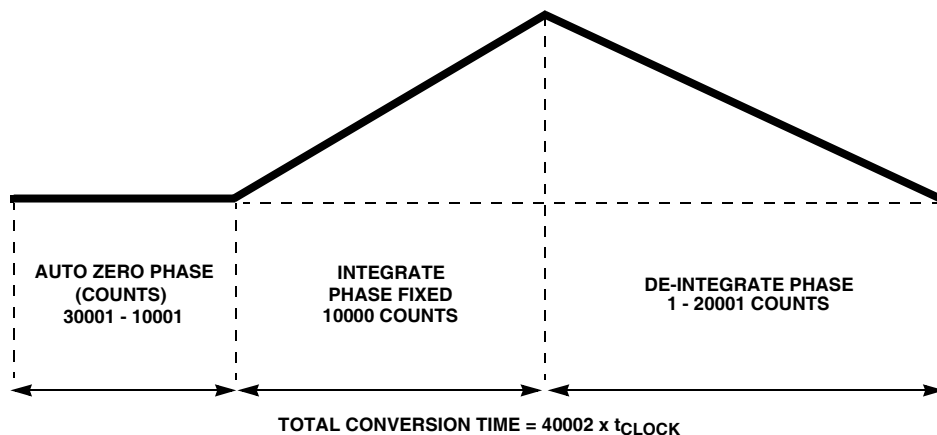 AUTO ZERO PHASE
(COUNTS)
30001 - 10001
INTEGRATE
PHASE FIXED
10000 COUNTS
DE-INTEGRATE PHASE
1 - 20001 COUNTS
TOTAL CONVERSION TIME = 40002 x tCLOCK